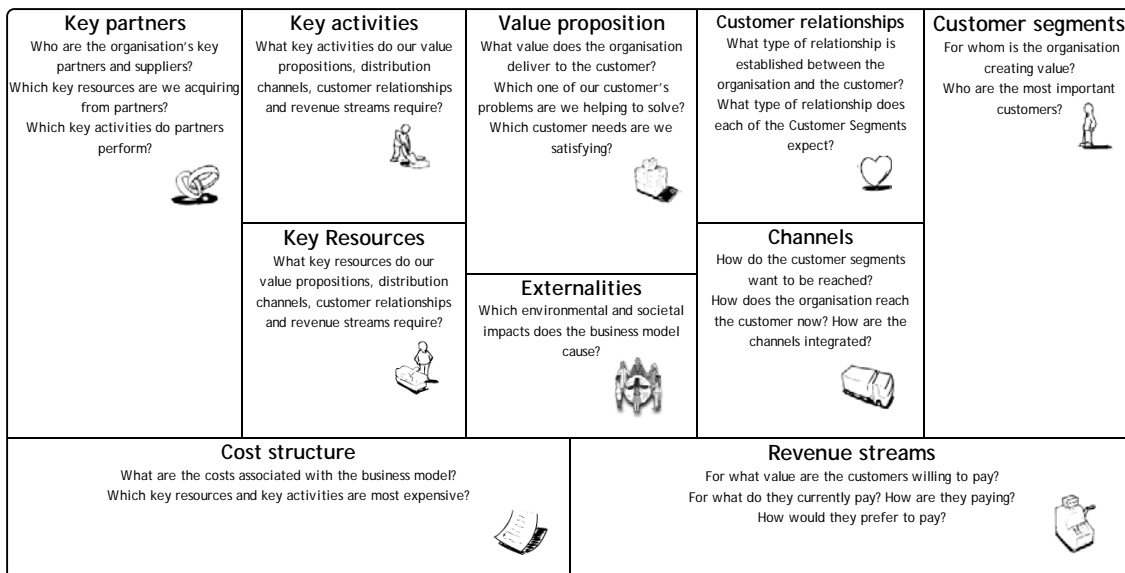 Key partners
Who are the organisation's key
partners and suppliers?
Which key resources are we acquiring
from partners?
Which key activities do partners
perform?
Key activities
What key activities do our value
propositions, distribution
channels, customer relationships
and revenue streams require?
Key Resources
What key resources do our
value propositions, distribution
channels, customer relationships
and revenue streams require?
Value proposition
What value does the organisation
deliver to the customer?
Which one of our customer's
problems are we helping to solve?
Which customer needs are we
satisfying?
Externalities
Which environmental and societal
impacts does the business model
cause?
Customer relationships
What type of relationship is
established between the
organisation and the customer?
What type of relationship does
each of the Customer Segments
expect?
Channels
How do the customer segments
want to be reached?
How does the organisation reach
the customer now? How are the
channels integrated?
Customer segments
For whom is the organisation
creating value?
Who are the most important
customers?
Cost structure
What are the costs associated with the business model?
Which key resources and key activities are most expensive?
Revenue streams
For what value are the customers willing to pay?
For what do they currently pay? How are they paying?
How would they prefer to pay?